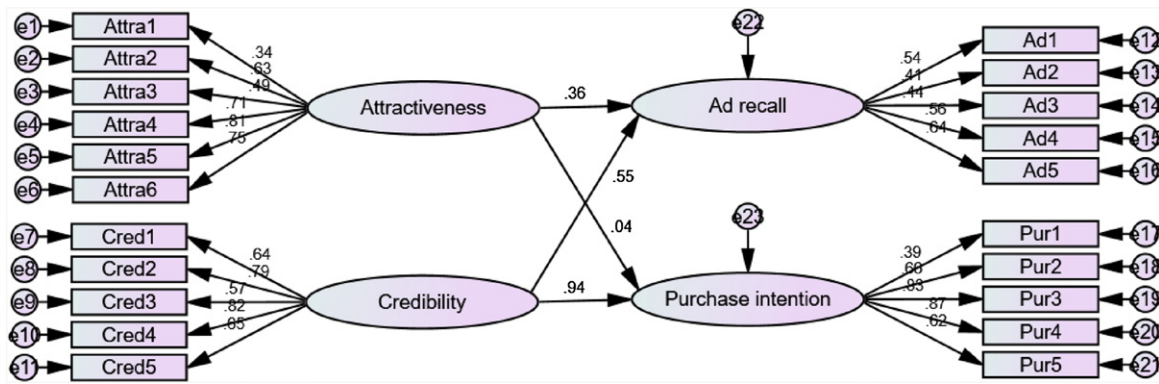 e1 Attra1
e2 Attra2
e3 Attra3
e4 Attra4
e5 Attra5
e6 Attra6
.34
.63
.49
.71
.81
.75
Attractiveness
e7 Cred1
e8 Cred2
e9 Cred3
e10 Cred4
e11 Cred5
.64
.79
.57
.82
Credibility
.36
.55
.04
.94
e22
Ad recall
e23
Purchase intention
.54
.41
.44
.56
.64
Ad1 e12
Ad2 e13
Ad3 e14
Ad4 e15
Ad5 e16
.39
.87
.62
Pur1 e17
Pur2 e18
Pur3 e19
Pur4 e20
Pur5 e21